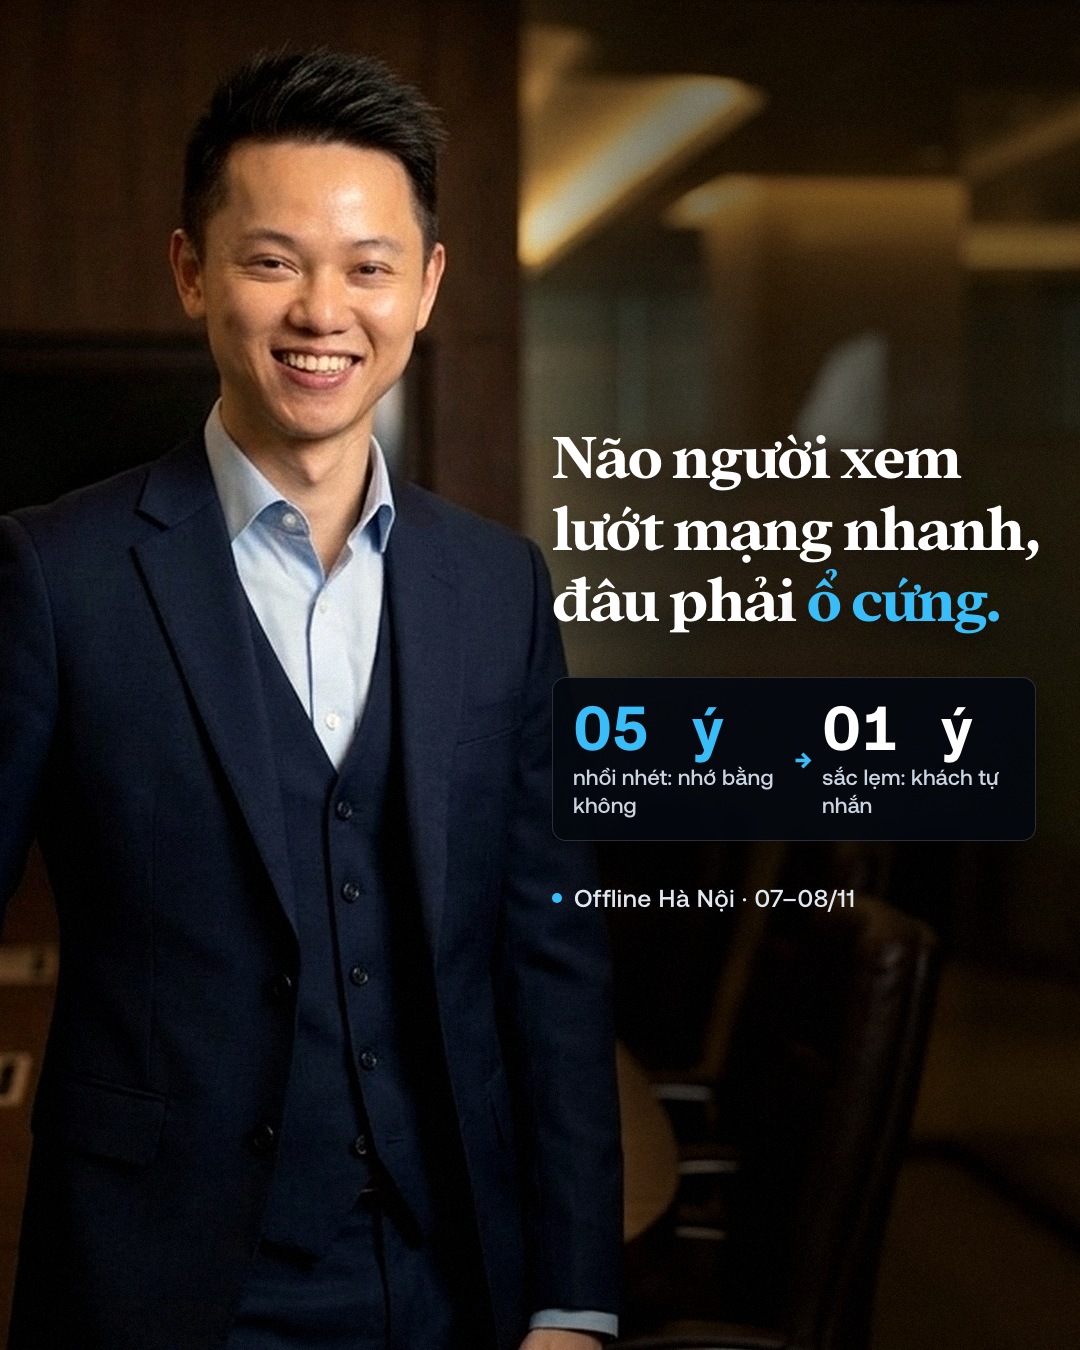 Não người xem
lướt mạng nhanh,
đâu phải ổ cứng.
05 ý → 01 ý
nhồi nhét: nhớ bằng
không
sắc lẹm: khách tự
nhắn
Offline Hà Nội · 07–08/11